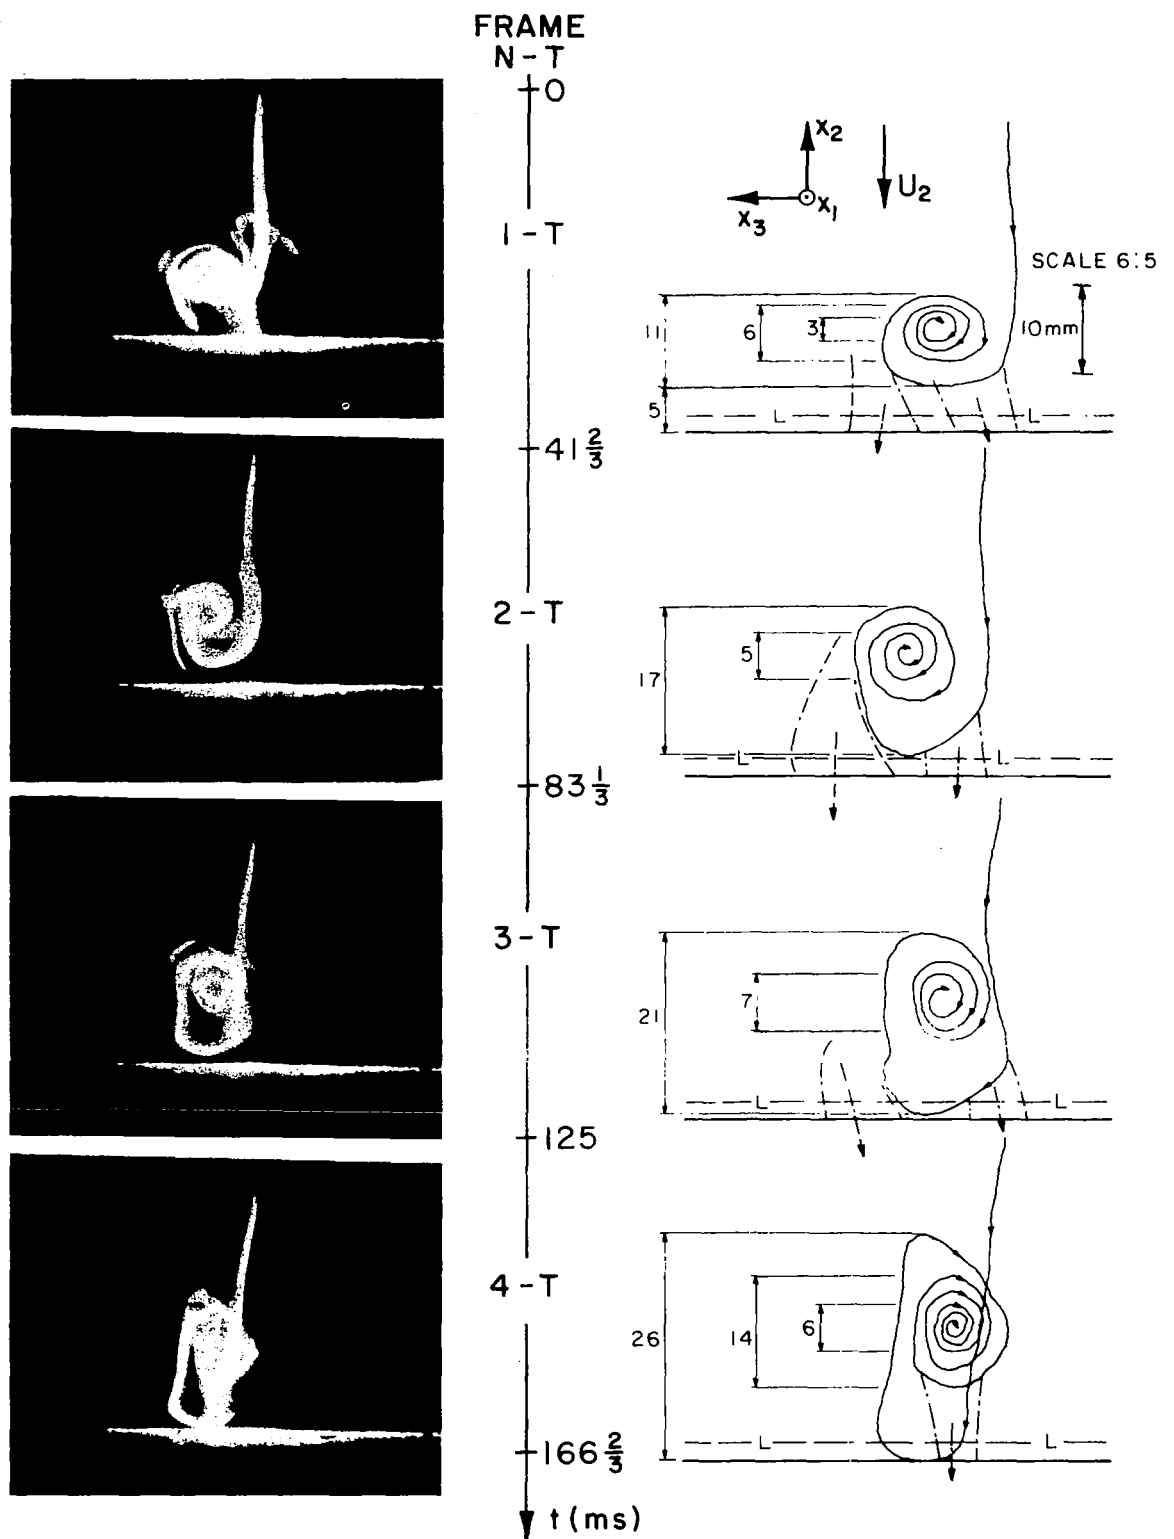 FRAME
N - T
0
X2
U2
X3
X1
1 - T
SCALE 6:5
11
6
3
10mm
5
L
L
41 2/3
2 - T
5
17
L
L
83 1/3
3 - T
7
21
L
L
125
4 - T
26
14
6
L
L
166 2/3
t (ms)